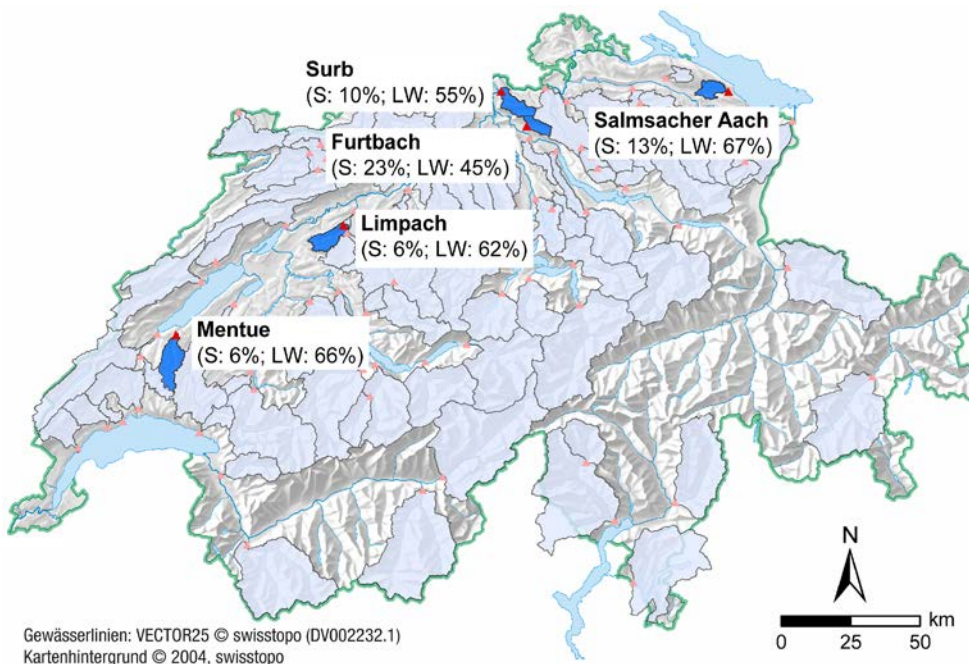 Surb
(S: 10%; LW: 55%)
Furtbach
(S: 23%; LW: 45%)
Salmsacher Aach
(S: 13%; LW: 67%)
Limpach
(S: 6%; LW: 62%)
Mentue
(S: 6%; LW: 66%)
N
km
0 25 50
Gewässerlinien: VECTOR25 © swisstopo (DV002232.1)
Kartenhintergrund © 2004, swisstopo